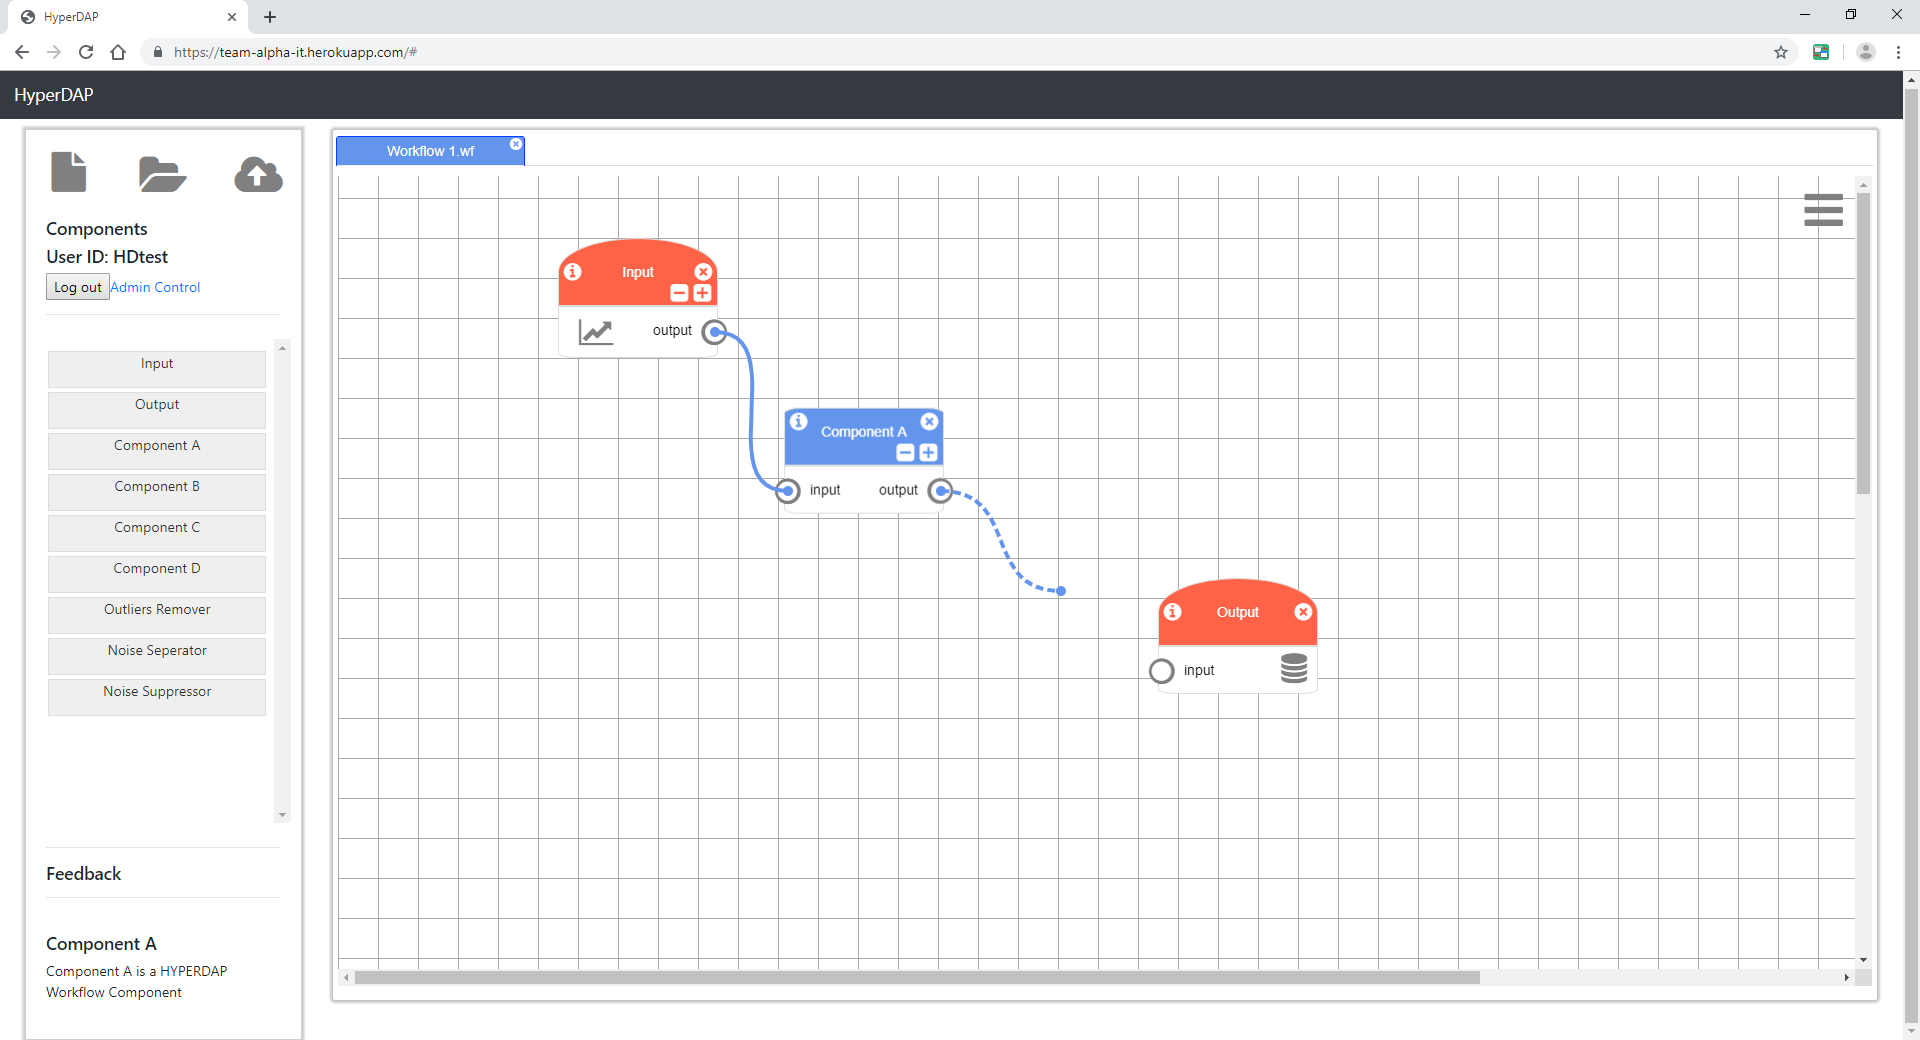 HyperDAP
https://team-alpha-it.herokuapp.com/#
HyperDAP
Components
User ID: HDtest
Log out Admin Control
Input
Output
Component A
Component B
Component C
Component D
Outliers Remover
Noise Seperator
Noise Suppressor
Feedback
Component A
Component A is a HYPERDAP
Workflow Component
Workflow 1.wf
Input
output
Component A
input output
Output
input